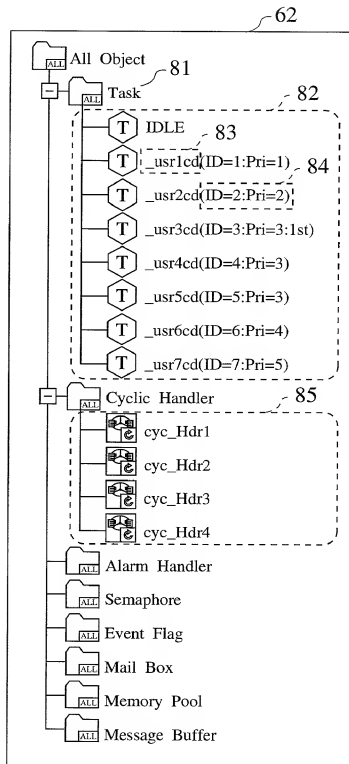 62
ALL All Object
81
ALL Task
82
T IDLE
83
T _usr1cd(ID=1:Pri=1)
84
T _usr2cd(ID=2:Pri=2)
T _usr3cd(ID=3:Pri=3:1st)
T _usr4cd(ID=4:Pri=3)
T _usr5cd(ID=5:Pri=3)
T _usr6cd(ID=6:Pri=4)
T _usr7cd(ID=7:Pri=5)
ALL Cyclic Handler
85
cyc_Hdr1
cyc_Hdr2
cyc_Hdr3
cyc_Hdr4
ALL Alarm Handler
ALL Semaphore
ALL Event Flag
ALL Mail Box
ALL Memory Pool
ALL Message Buffer